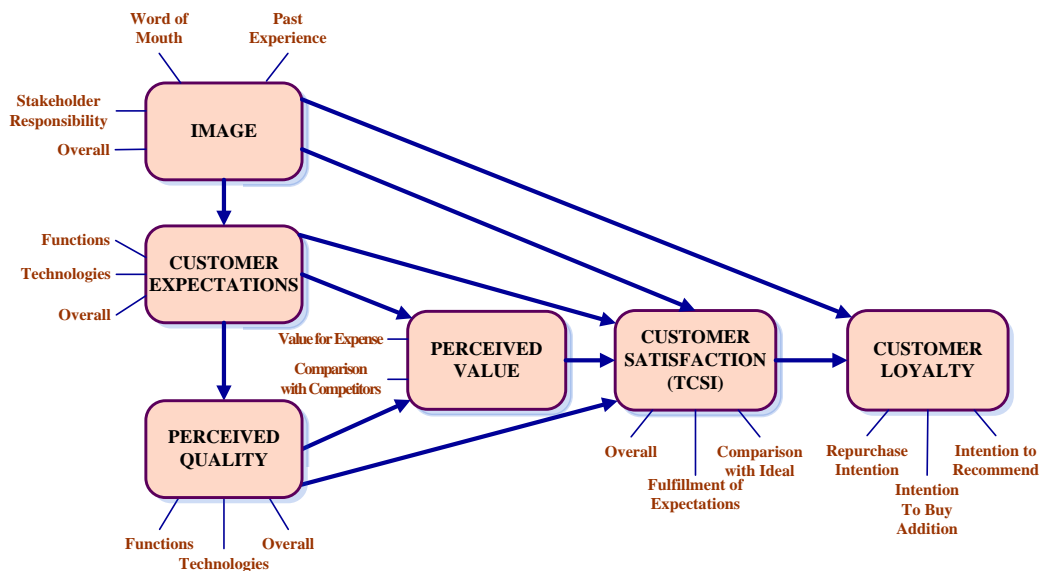 Word of
Mouth
Past
Experience
Stakeholder
Responsibility
Overall
IMAGE
Functions
Technologies
Overall
CUSTOMER
EXPECTATIONS
Value for Expense
Comparison
with Competitors
PERCEIVED
VALUE
CUSTOMER
SATISFACTION
(TCSI)
CUSTOMER
LOYALTY
PERCEIVED
QUALITY
Overall
Fulfillment of
Expectations
Comparison
with Ideal
Repurchase
Intention
Intention
To Buy
Addition
Intention to
Recommend
Functions
Technologies
Overall